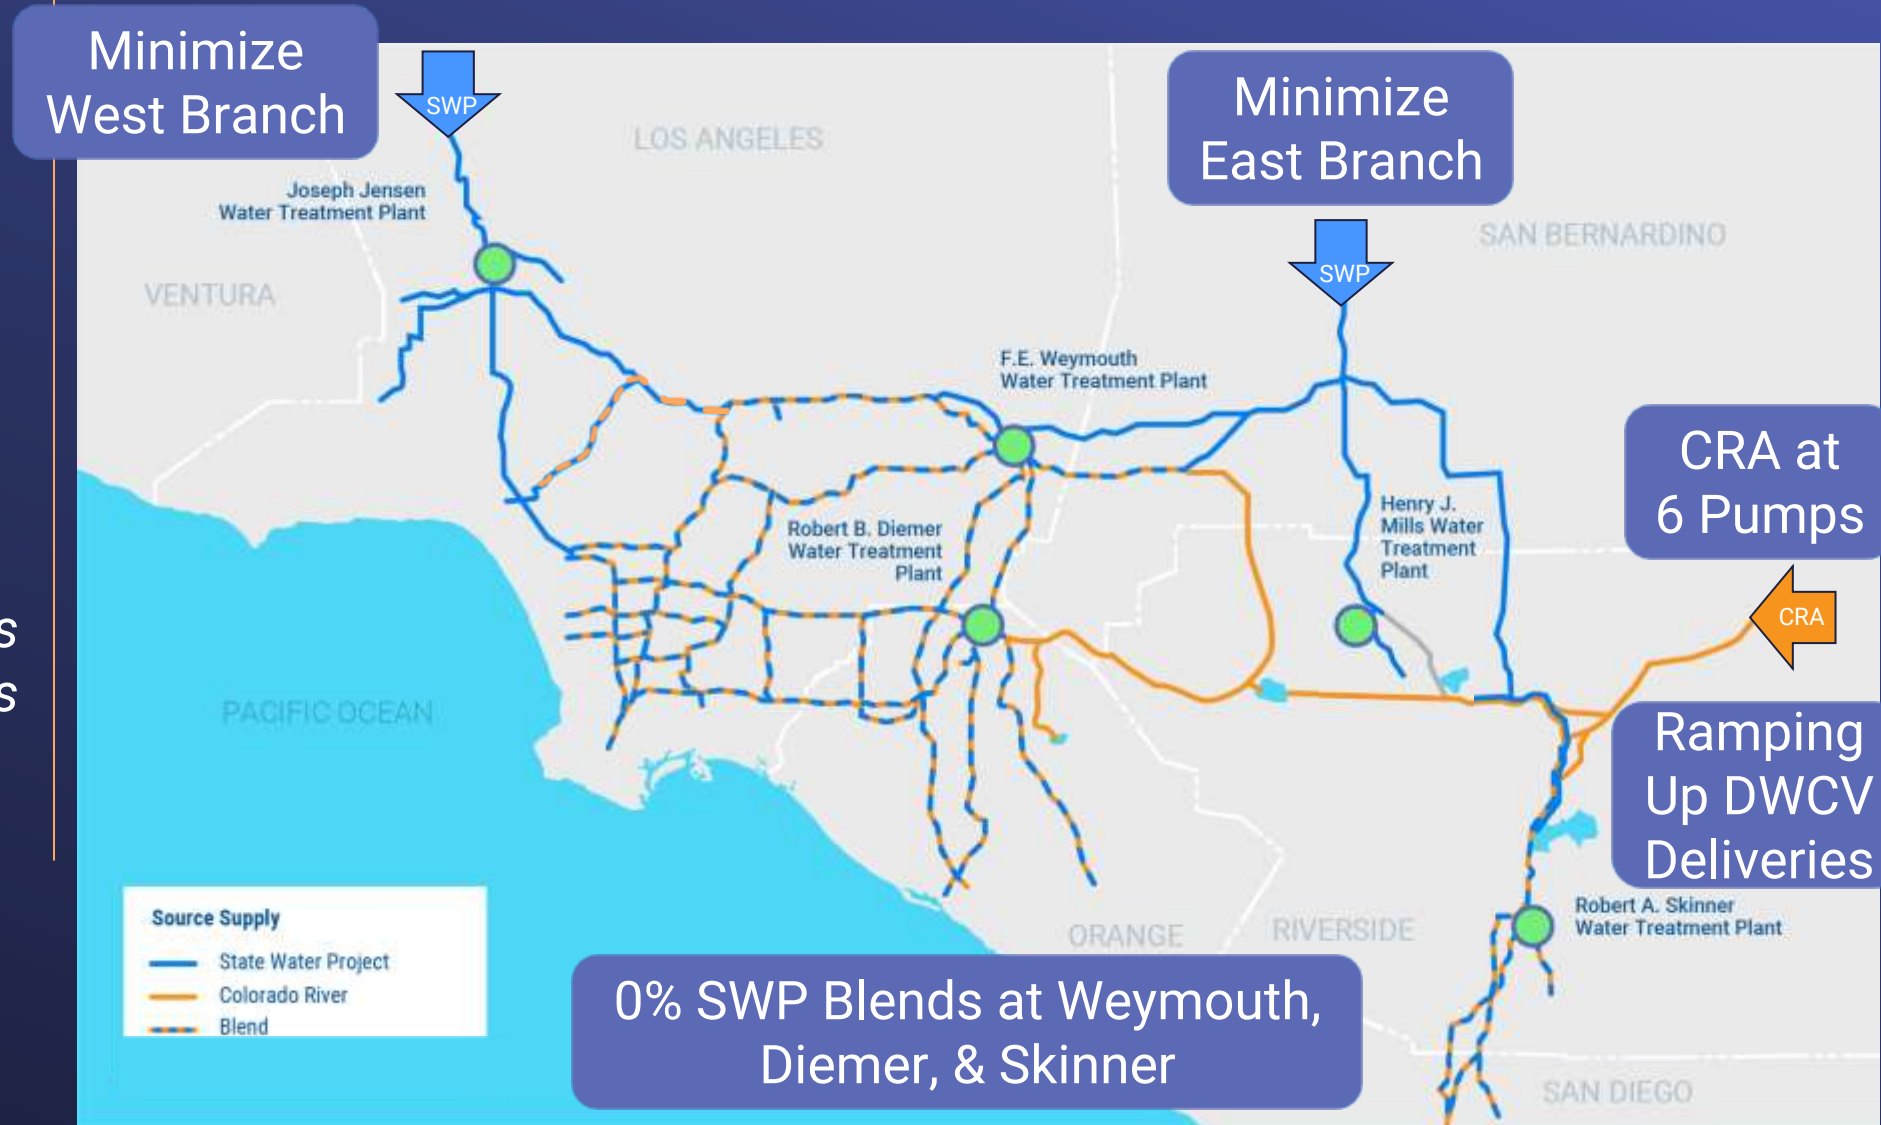 Minimize
West Branch
SWP
LOS ANGELES
Minimize
East Branch
SWP
SAN BERNARDINO
Joseph Jensen
Water Treatment Plant
VENTURA
F.E. Weymouth
Water Treatment Plant
CRA at
6 Pumps
Henry J.
Mills Water
Treatment
Plant
Robert B. Diemer
Water Treatment
Plant
CRA
s
s
PACIFIC OCEAN
Ramping
Up DWCV
Deliveries
Robert A. Skinner
Water Treatment Plant
ORANGE
RIVERSIDE
SAN DIEGO
Source Supply
State Water Project
Colorado River
Blend
0% SWP Blends at Weymouth,
Diemer, & Skinner